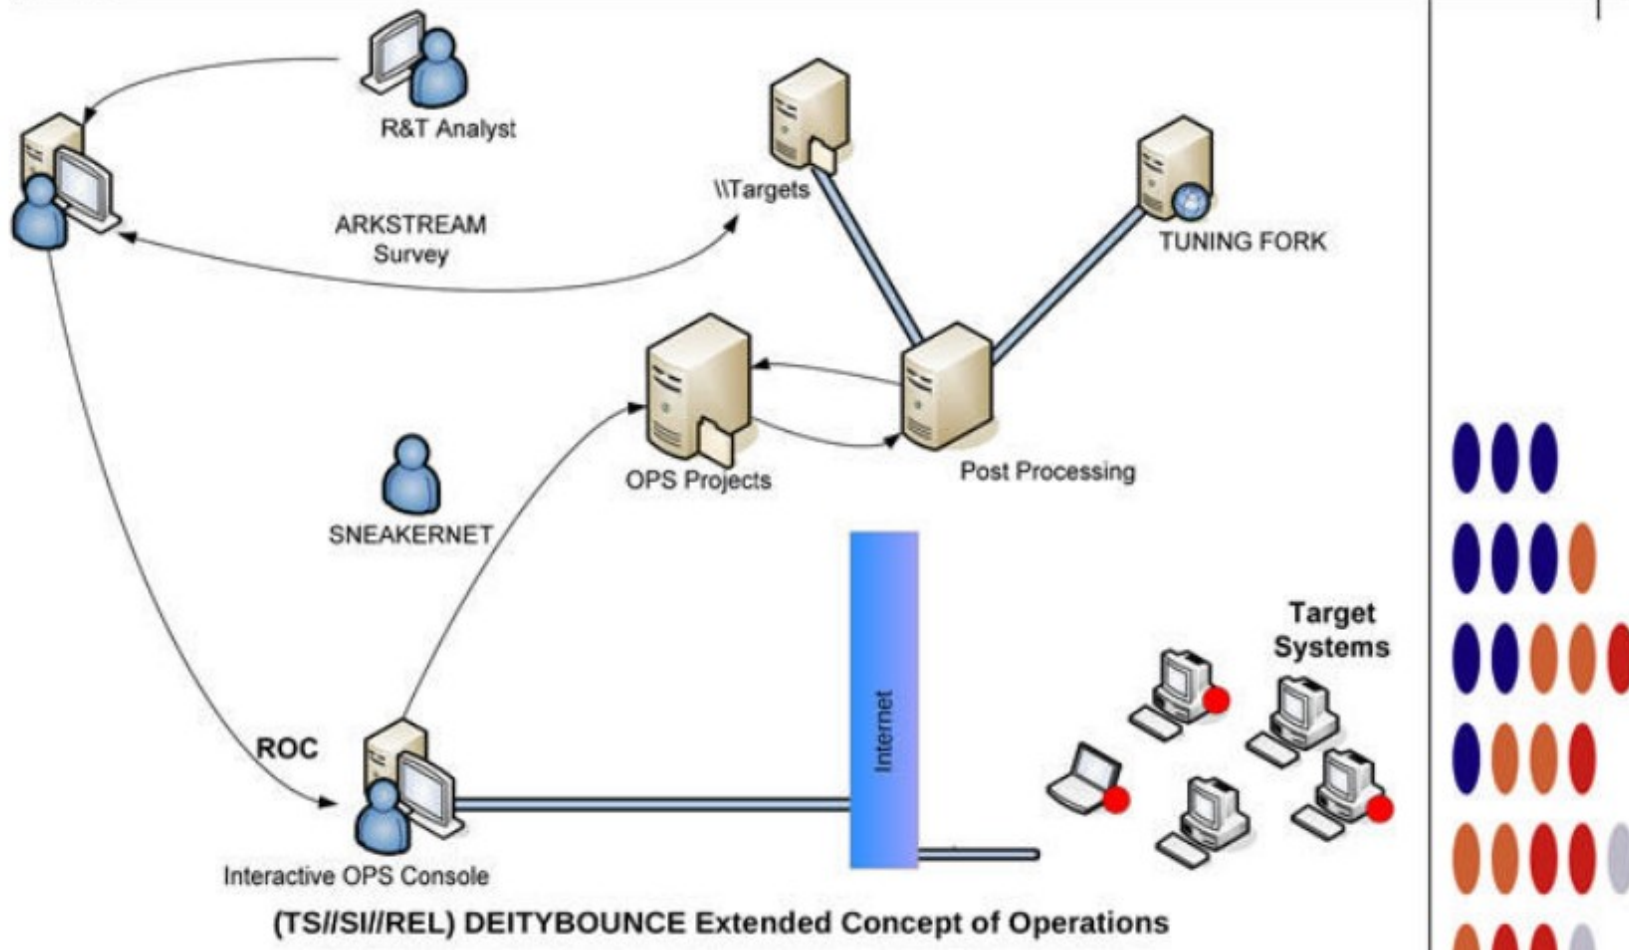 R&T Analyst
\\Targets
ARKSTREAM
Survey
TUNING FORK
OPS Projects
Post Processing
SNEAKERNET
Target
Systems
Internet
ROC
Interactive OPS Console
(TS//SI//REL) DEITYBOUNCE Extended Concept of Operations